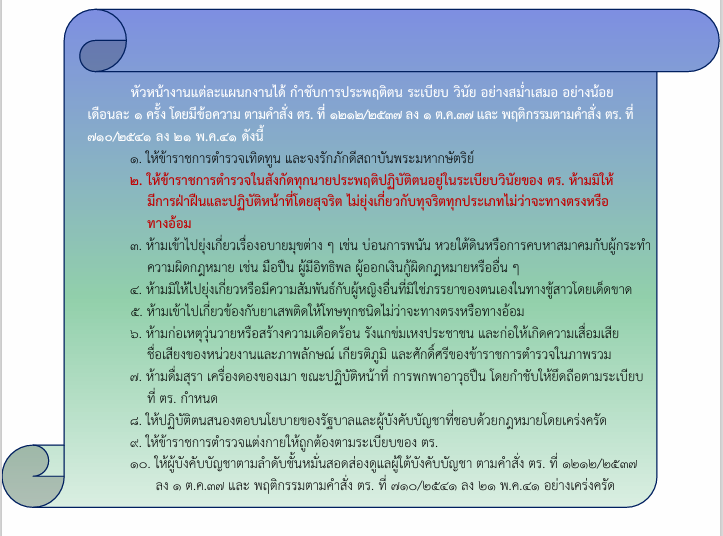 หัวหน้างานแต่ละแผนกงานได้ กำชับการประพฤติตน ระเบียบ วินัย อย่างสม่ำเสมอ อย่างน้อย
เดือนละ ๑ ครั้ง โดยมีข้อความ ตามคำสั่ง ตร. ที่ ๑๒๑๒/๒๕๓๗ ลง ๑ ต.ค.๓๗ และ พฤติกรรมตามคำสั่ง ตร. ที่
๗๑๐/๒๕๔๑ ลง ๒๑ พ.ค.๔๑ ดังนี้
๑. ให้ข้าราชการตำรวจเทิดทูน และจงรักภักดีสถาบันพระมหากษัตริย์
๒. ให้ข้าราชการตำรวจในสังกัดทุกนายประพฤติปฏิบัติตนอยู่ในระเบียบวินัยของ ตร. ห้ามมิให้
มีการฝ่าฝืนและปฏิบัติหน้าที่โดยสุจริต ไม่ยุ่งเกี่ยวกับทุจริตทุกประเภทไม่ว่าจะทางตรงหรือ
ทางอ้อม
๓. ห้ามเข้าไปยุ่งเกี่ยวเรื่องอบายมุขต่าง ๆ เช่น บ่อนการพนัน หวยใต้ดินหรือการคบหาสมาคมกับผู้กระทำ
ความผิดกฎหมาย เช่น มือปืน ผู้มีอิทธิพล ผู้ออกเงินกู้ผิดกฎหมายหรืออื่น ๆ
๔. ห้ามมิให้ไปยุ่งเกี่ยวหรือมีความสัมพันธ์กับผู้หญิงอื่นที่มิใช่ภรรยาของตนเองในทางชู้สาวโดยเด็ดขาด
๕. ห้ามเข้าไปเกี่ยวข้องกับยาเสพติดให้โทษทุกชนิดไม่ว่าจะทางตรงหรือทางอ้อม
๖. ห้ามก่อเหตุวุ่นวายหรือสร้างความเดือดร้อน รังแกข่มเหงประชาชน และก่อให้เกิดความเสื่อมเสีย
ชื่อเสียงของหน่วยงานและภาพลักษณ์ เกียรติภูมิ และศักดิ์ศรีของข้าราชการตำรวจในภาพรวม
๗. ห้ามดื่มสุรา เครื่องดองของเมา ขณะปฏิบัติหน้าที่ การพกพาอาวุธปืน โดยกำชับให้ยึดถือตามระเบียบ
ที่ ตร. กำหนด
๘. ให้ปฏิบัติตนสนองตอบนโยบายของรัฐบาลและผู้บังคับบัญชาที่ชอบด้วยกฎหมายโดยเคร่งครัด
๙. ให้ข้าราชการตำรวจแต่งกายให้ถูกต้องตามระเบียบของ ตร.
๑๐. ให้ผู้บังคับบัญชาตามลำดับชั้นหมั่นสอดส่องดูแลผู้ใต้บังคับบัญชา ตามคำสั่ง ตร. ที่ ๑๒๑๒/๒๕๓๗
ลง ๑ ต.ค.๓๗ และ พฤติกรรมตามคำสั่ง ตร. ที่ ๗๑๐/๒๕๔๑ ลง ๒๑ พ.ค.๔๑ อย่างเคร่งครัด